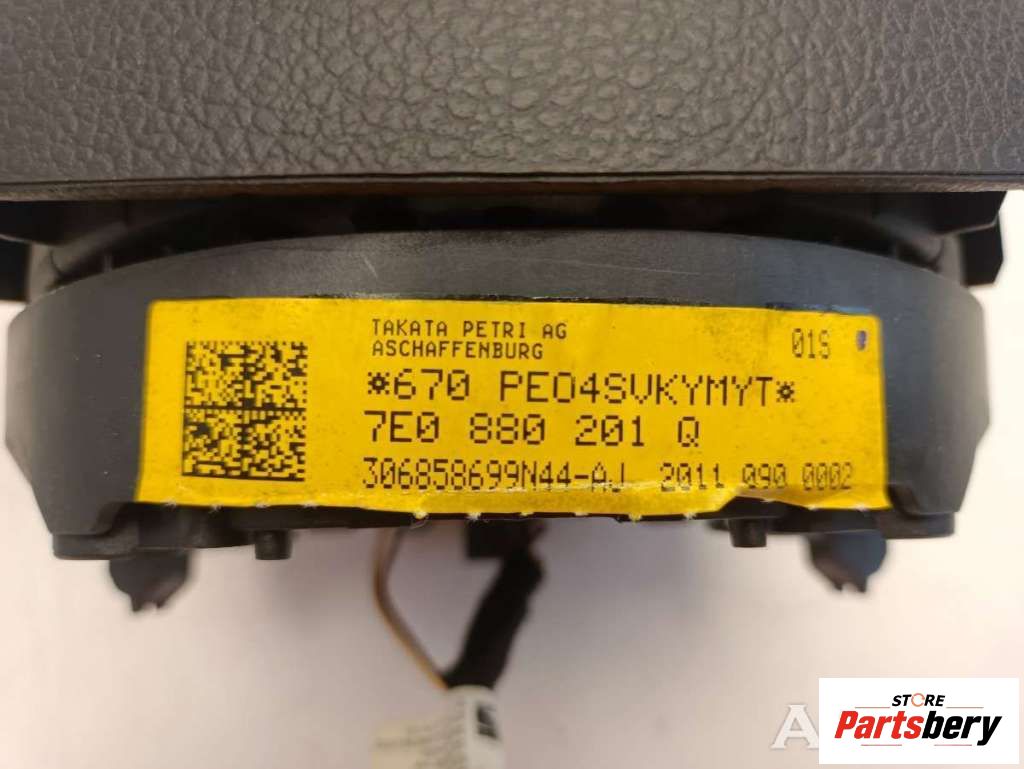 TAKATA PETRI AG 01S
ASCHAFFENBURG
*670 PE04SVKYMYT*
7E0 880 201 Q
306858699N44-AJ 2011 090 0002
A
STORE
Partsbery